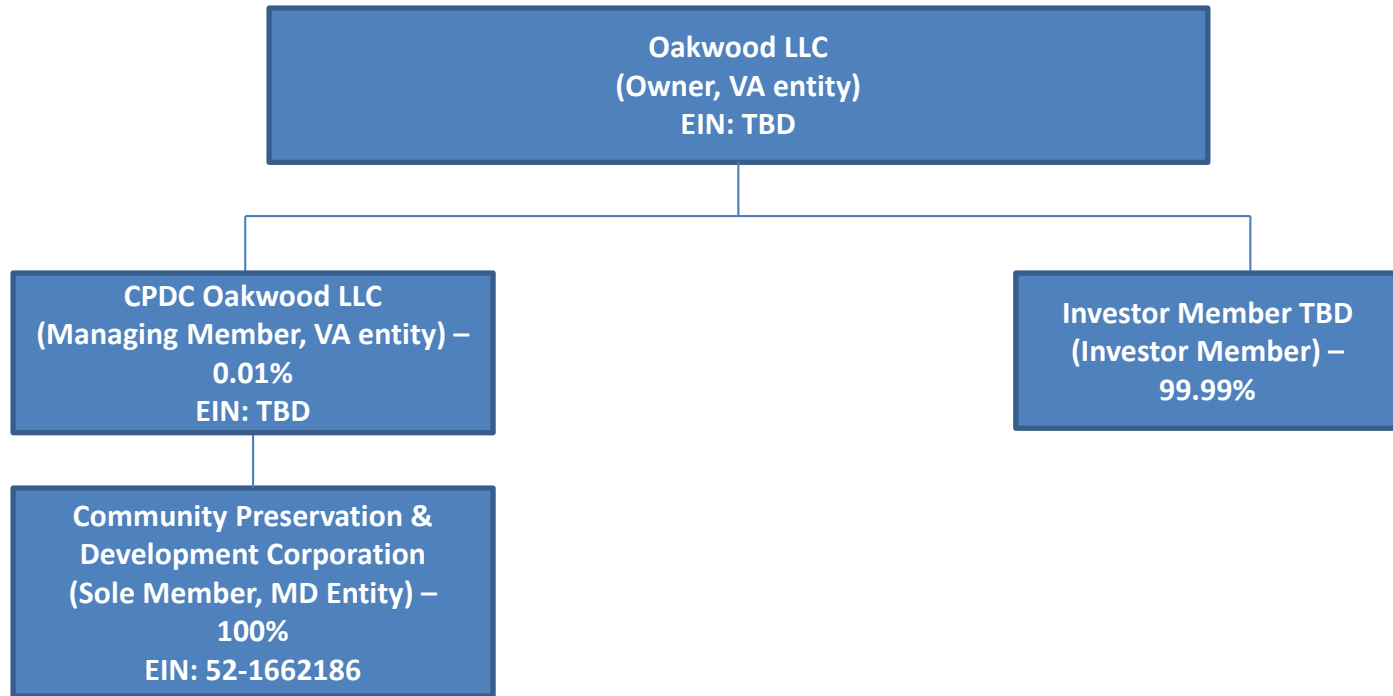 Oakwood LLC
(Owner, VA entity)
EIN: TBD
CPDC Oakwood LLC
(Managing Member, VA entity) –
0.01%
EIN: TBD
Investor Member TBD
(Investor Member) –
99.99%
Community Preservation &
Development Corporation
(Sole Member, MD Entity) –
100%
EIN: 52-1662186